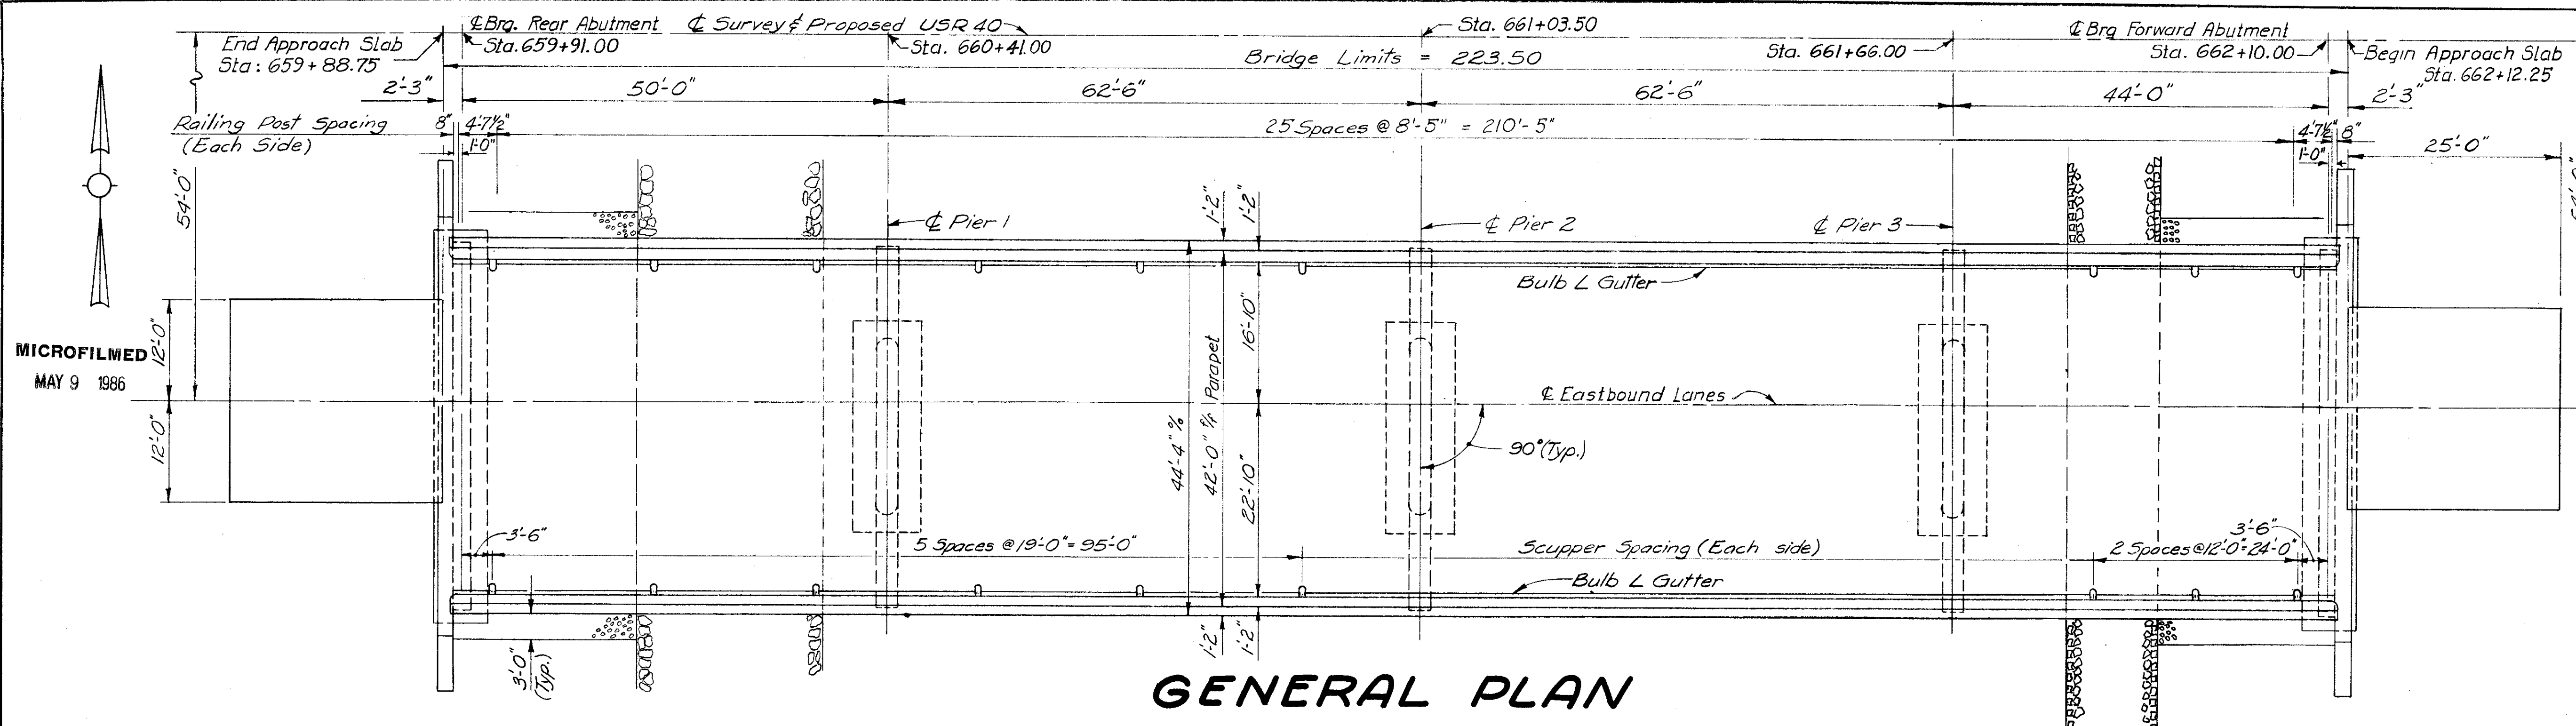 ℄ Brg. Rear Abutment ℄ Survey & Proposed USR 40
Sta. 661+03.50
℄ Brg Forward Abutment
End Approach Slab
Sta: 659+88.75
Sta. 659+91.00
Sta. 660+41.00
Bridge Limits = 223.50
Sta. 661+66.00
Sta. 662+10.00
Begin Approach Slab
Sta. 662+12.25
2'-3"
50'-0"
62'-6"
62'-6"
44'-0"
2'-3"
Railing Post Spacing
(Each Side)
8"
4'-7½"
1'-0"
25 Spaces @ 8'-5" = 210'-5"
4'-7½"
8"
1'-0"
25'-0"
54'-0"
1'-2"
1'-2"
℄ Pier 1
℄ Pier 2
℄ Pier 3
Bulb L Gutter
MICROFILMED
MAY 9 1986
12'-0"
12'-0"
16'-10"
44'-4" o/o
42'-0" f/f Parapet
22'-10"
℄ Eastbound Lanes
90° (Typ.)
3'-6"
5 Spaces @ 19'-0" = 95'-0"
Scupper Spacing (Each side)
3'-6"
2 Spaces @ 12'-0" = 24'-0"
Bulb L Gutter
3'-0"
(Typ.)
1'-2"
1'-2"
GENERAL PLAN